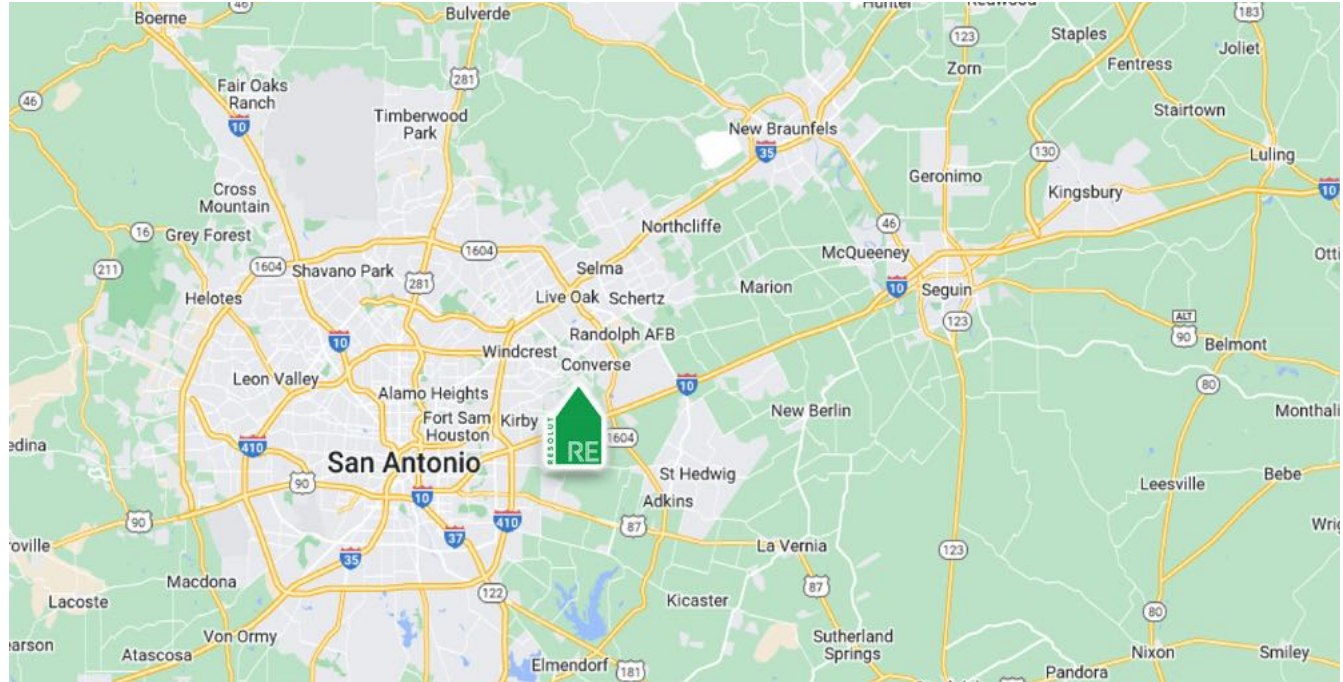 46
Boerne
Bulverde
Hunter
123
Staples
183
Joliet
Zorn
Fentress
Fair Oaks
Ranch
281
46
10
Timberwood
Park
Stairtown
New Braunfels
35
130
Luling
Geronimo
Kingsbury
10
Cross
Mountain
Northcliffe
46
16
Grey Forest
1604
McQueeney
Otti
1604
Shavano Park
Selma
211
281
Marion
10
Seguin
Helotes
Live Oak
Schertz
123
ALT
90
Randolph AFB
10
Windcrest
Belmont
Converse
Leon Valley
10
80
Alamo Heights
New Berlin
Monthali
Fort Sam
Houston
Kirby
RESOLUT
RE
1604
edina
410
San Antonio
St Hedwig
Bebe
90
Leesville
10
Adkins
90
410
87
Wrig
37
roville
35
La Vernia
123
Macdona
87
122
Lacoste
Kicaster
80
Von Ormy
Sutherland
Springs
earson
Atascosa
Nixon
Smiley
Elmendorf
181
Pandora